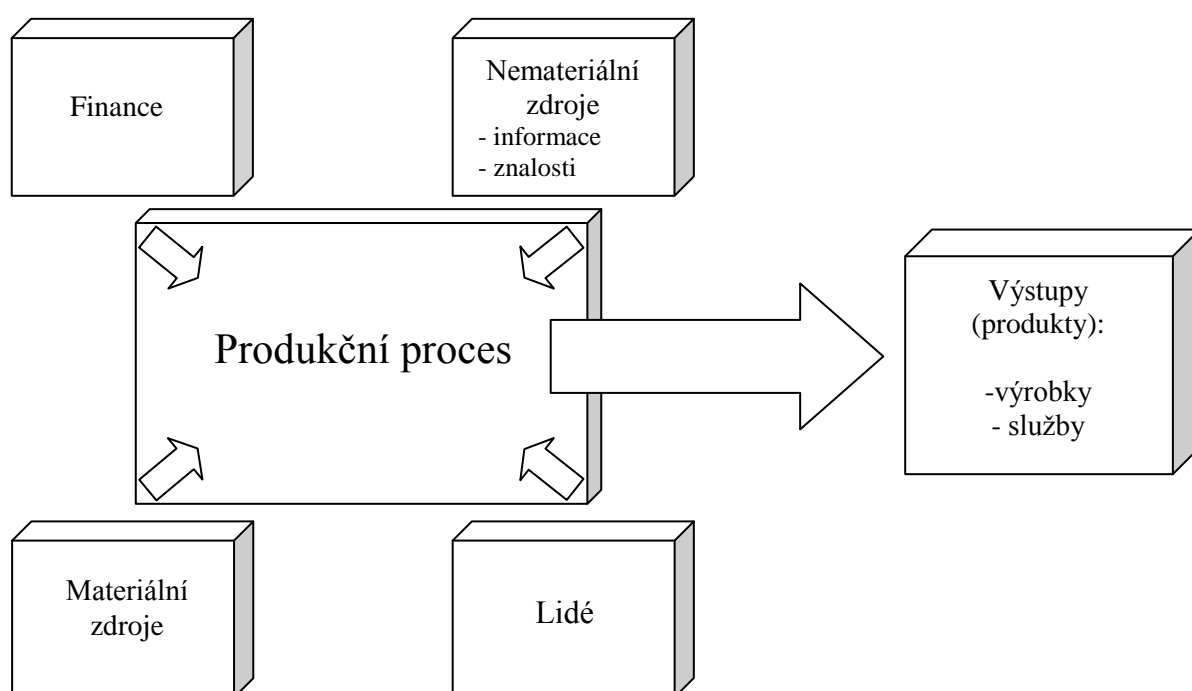 Finance
Nemateriální
zdroje
- informace
- znalosti
Produkční proces
Výstupy
(produkty):
-výrobky
- služby
Materiální
zdroje
Lidé